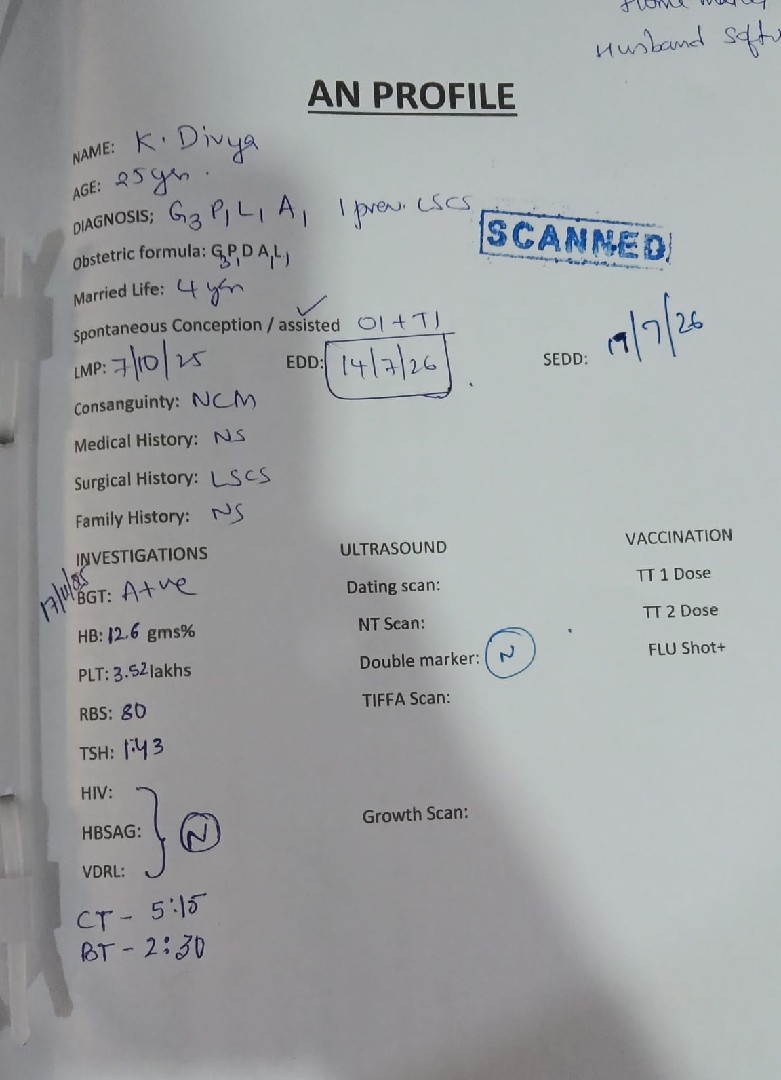 Husband
AN PROFILE
NAME: K. Divya
AGE: 25 yrs.
DIAGNOSIS; G3 P1 L1 A1 1 prev. LSCS
SCANNED
Obstetric formula: G3P1D A1L1
Married Life: 4 yrs
Spontaneous Conception / assisted OI + TI
LMP: 7/10/25 EDD: 14/7/26 SEDD: 19/7/26
Consanguinty: NCM
Medical History: NS
Surgical History: LSCS
Family History: NS
INVESTIGATIONS ULTRASOUND VACCINATION
BGT: A+ve Dating scan: TT 1 Dose
HB: 12.6 gms% NT Scan: TT 2 Dose
PLT: 3.52 lakhs Double marker: N FLU Shot+
RBS: 80 TIFFA Scan:
TSH: 1.43
HIV:
HBSAG: N Growth Scan:
VDRL:
CT - 5:15
BT - 2:30